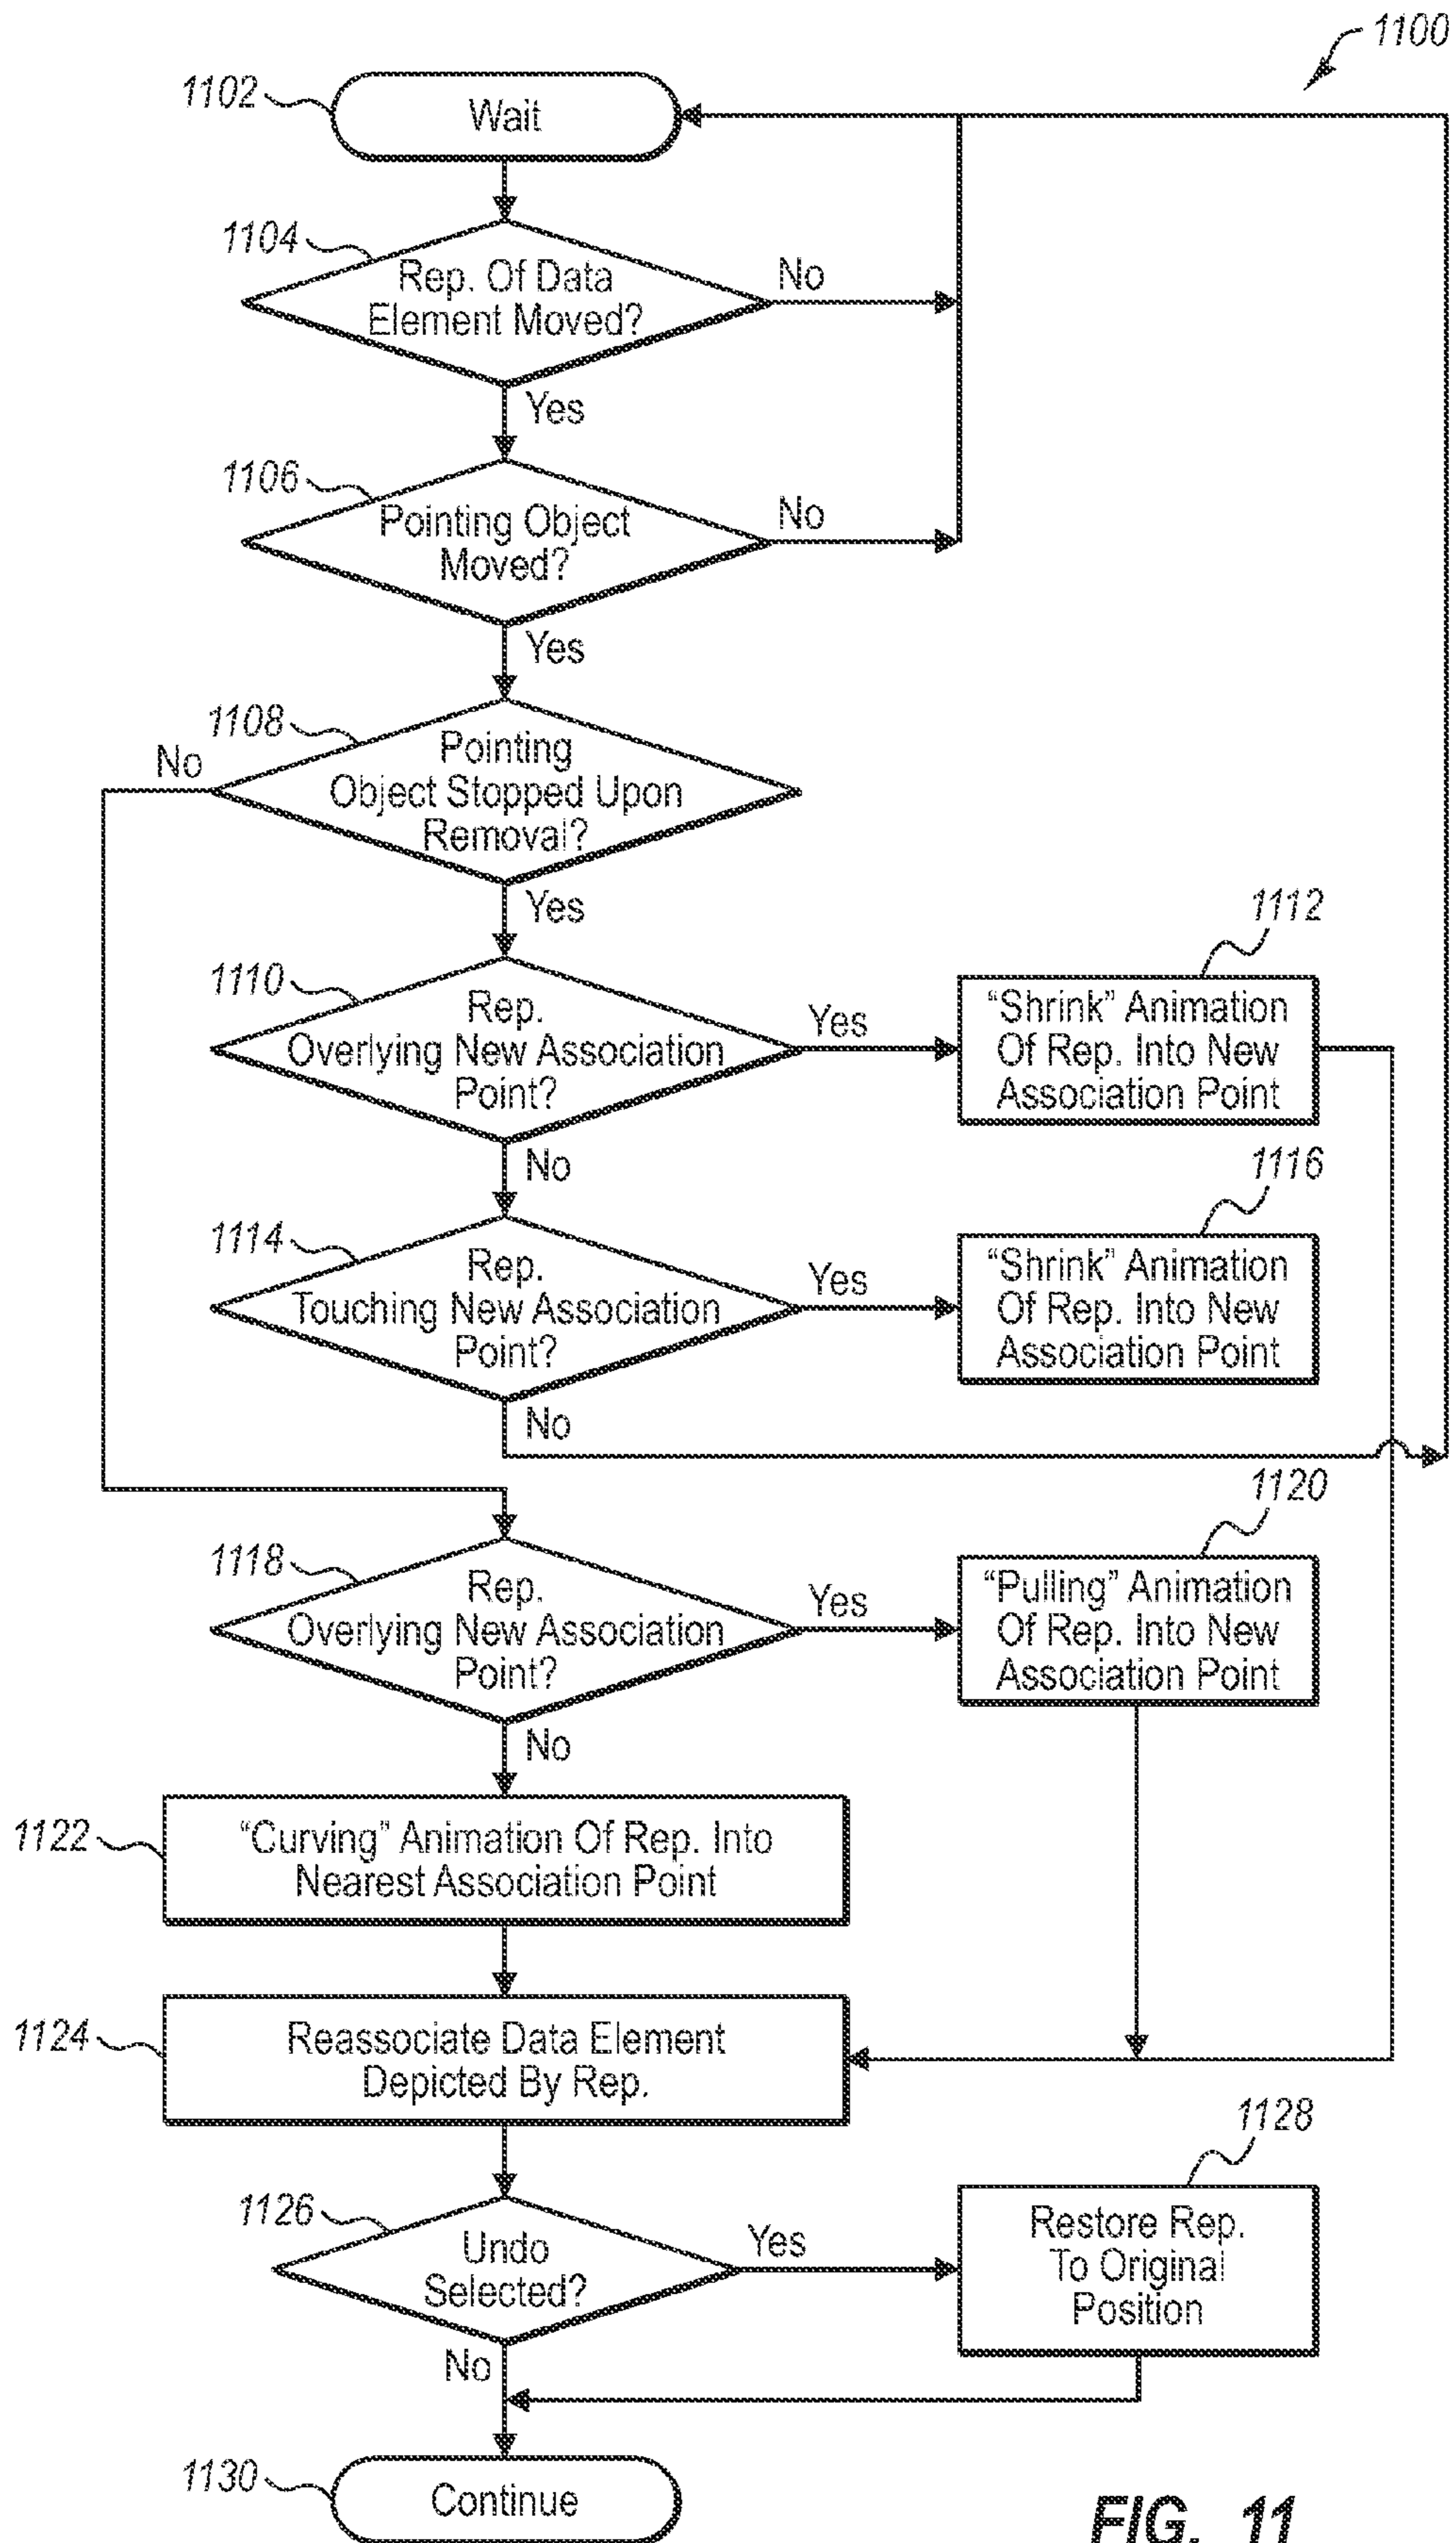 1100
1102
Wait
1104
Rep. Of Data
Element Moved?
No
Yes
1106
Pointing Object
Moved?
No
Yes
1108
No
Pointing
Object Stopped Upon
Removal?
Yes
1110
Rep.
Overlying New Association
Point?
Yes
No
1112
"Shrink" Animation
Of Rep. Into New
Association Point
1114
Rep.
Touching New Association
Point?
Yes
No
1116
"Shrink" Animation
Of Rep. Into New
Association Point
1118
Rep.
Overlying New Association
Point?
Yes
No
1120
"Pulling" Animation
Of Rep. Into New
Association Point
1122
"Curving" Animation Of Rep. Into
Nearest Association Point
1124
Reassociate Data Element
Depicted By Rep.
1126
Undo
Selected?
Yes
No
1128
Restore Rep.
To Original
Position
1130
Continue
FIG. 11